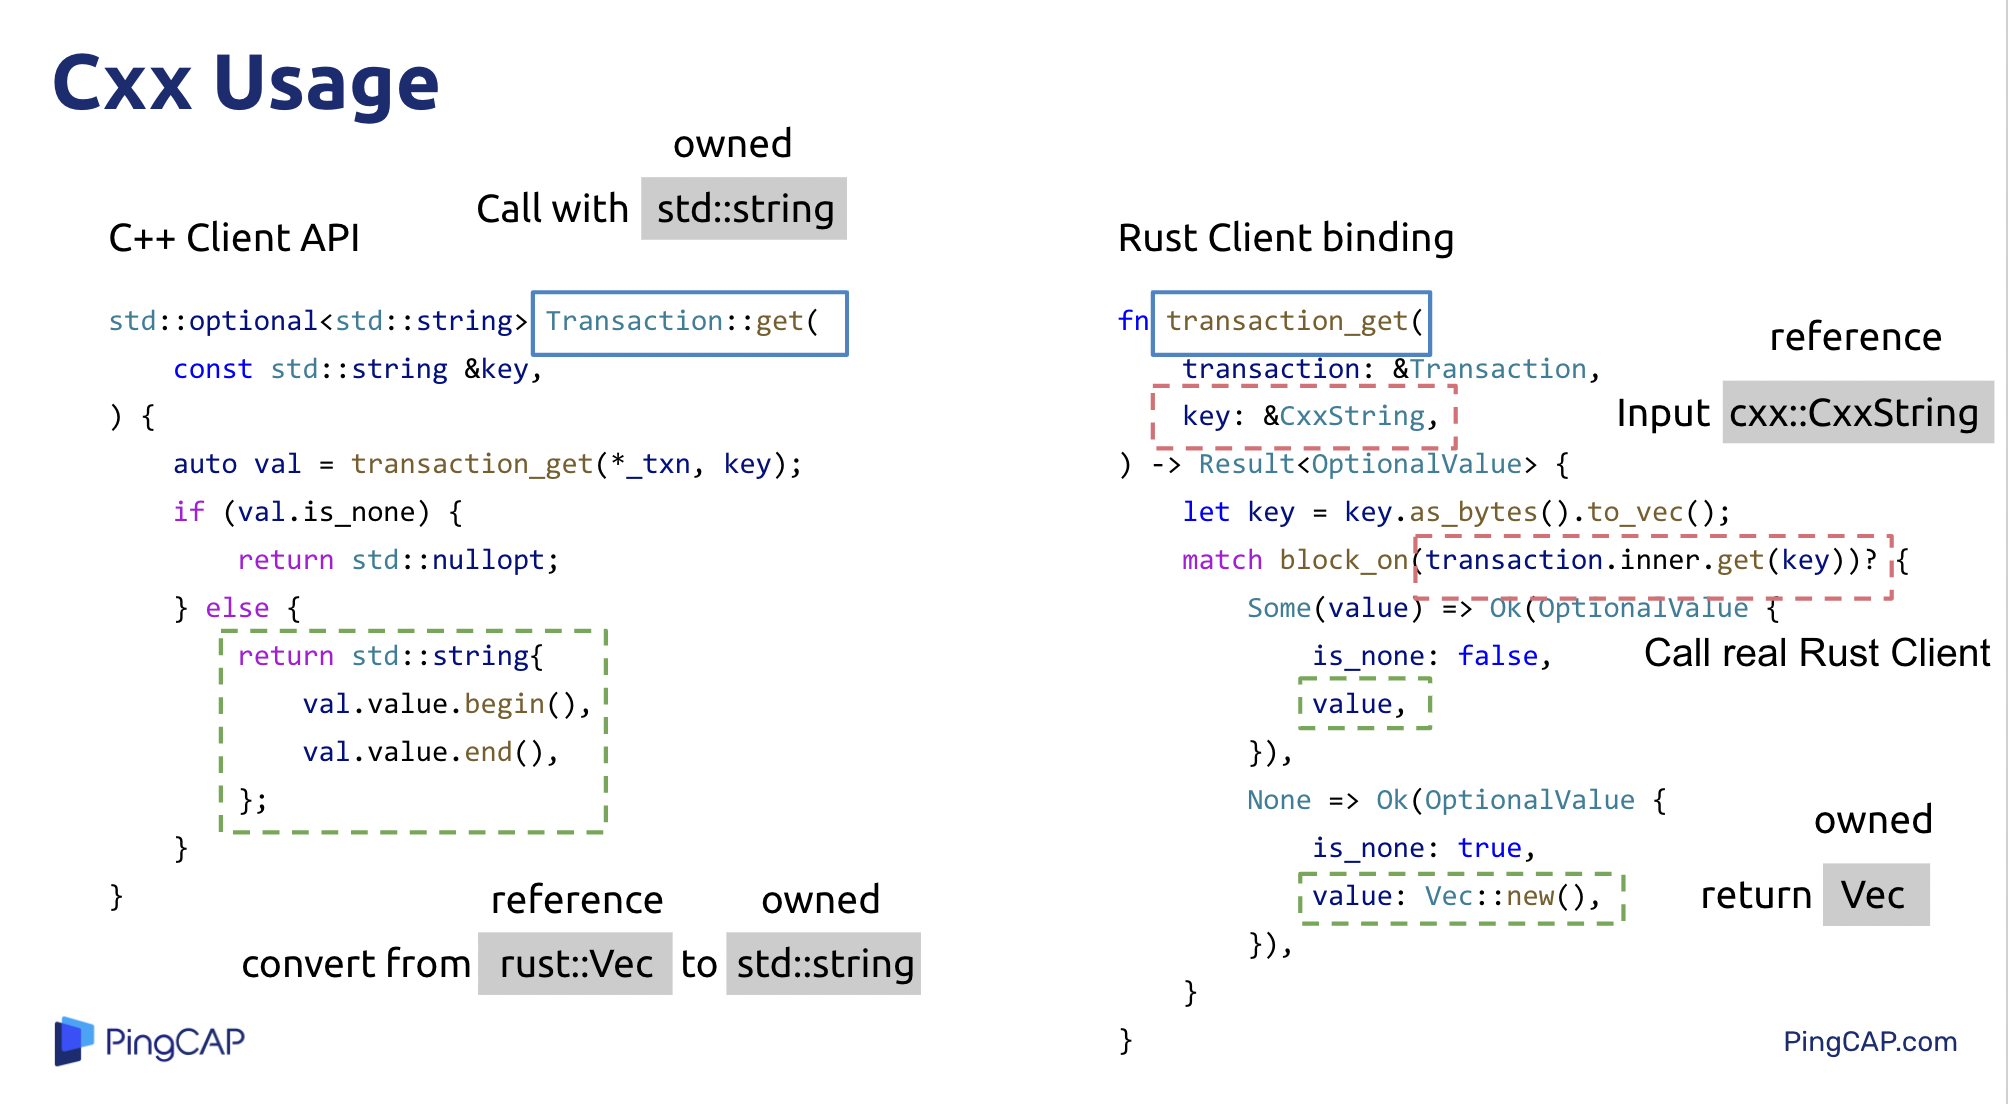 Cxx Usage
owned
Call with std::string
C++ Client API
std::optional<std::string> Transaction::get(
    const std::string &key,
) {
    auto val = transaction_get(*_txn, key);
    if (val.is_none) {
        return std::nullopt;
    } else {
        return std::string{
            val.value.begin(),
            val.value.end(),
        };
    }
}
reference owned
convert from rust::Vec to std::string
Rust Client binding
fn transaction_get(
    transaction: &Transaction,
    key: &CxxString,
) -> Result<OptionalValue> {
    let key = key.as_bytes().to_vec();
    match block_on(transaction.inner.get(key))? {
        Some(value) => Ok(OptionalValue {
            is_none: false,
            value,
        }),
        None => Ok(OptionalValue {
            is_none: true,
            value: Vec::new(),
        }),
    }
}
reference
Input cxx::CxxString
Call real Rust Client
owned
return Vec
PingCAP
PingCAP.com